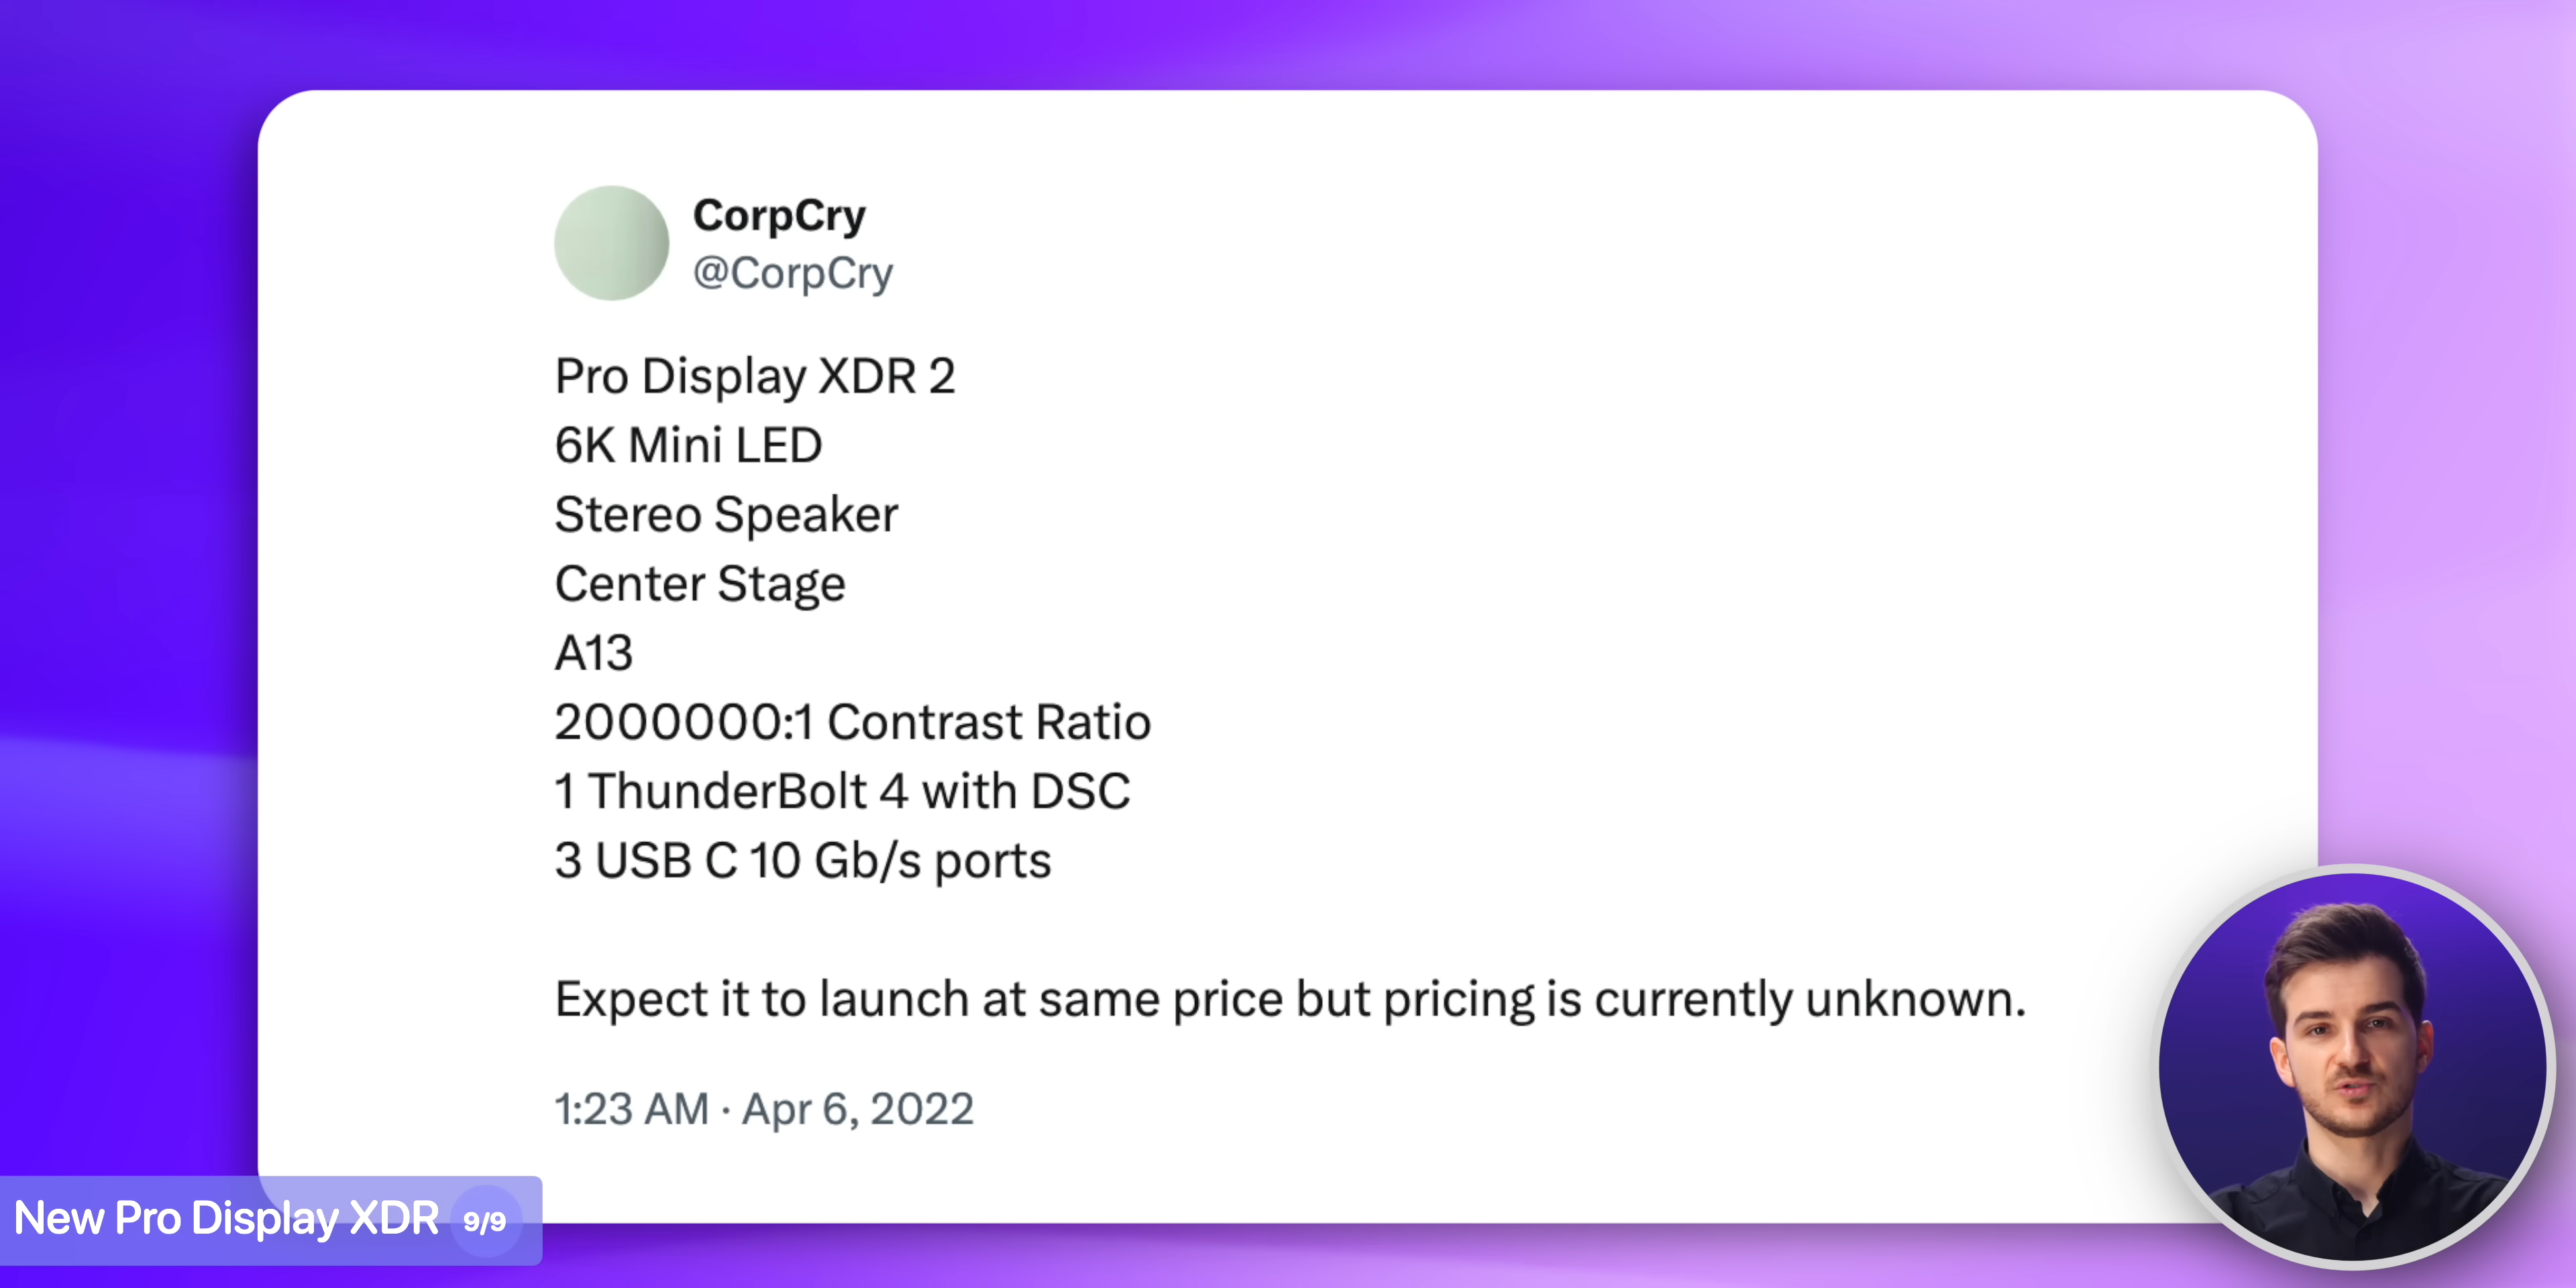 CorpCry
@CorpCry
Pro Display XDR 2
6K Mini LED
Stereo Speaker
Center Stage
A13
2000000:1 Contrast Ratio
1 ThunderBolt 4 with DSC
3 USB C 10 Gb/s ports
Expect it to launch at same price but pricing is currently unknown.
1:23 AM · Apr 6, 2022
New Pro Display XDR 9/9